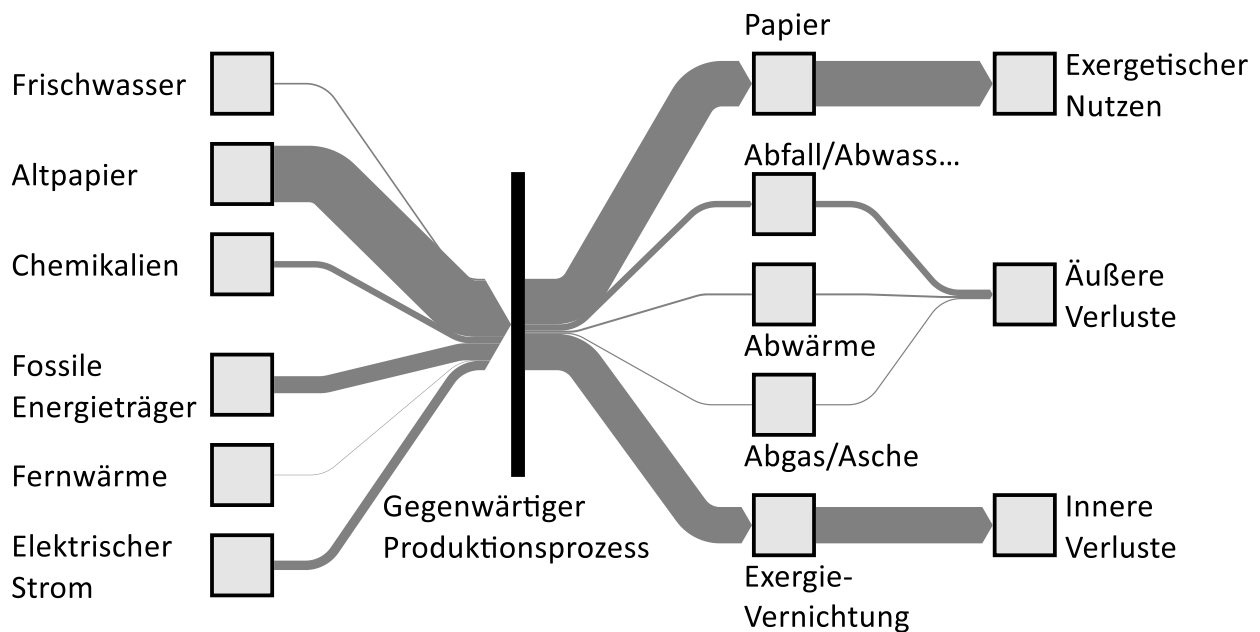 Frischwasser
Altpapier
Chemikalien
Fossile
Energieträger
Fernwärme
Elektrischer
Strom
Gegenwärtiger
Produktionsprozess
Papier
Abfall/Abwass...
Abwärme
Abgas/Asche
Exergie-
Vernichtung
Exergetischer
Nutzen
Äußere
Verluste
Innere
Verluste